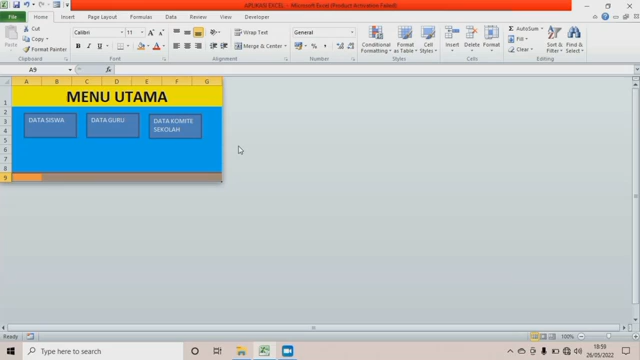 APLIKASI EXCEL - Microsoft Excel (Product Activation Failed)
File Home Insert Page Layout Formulas Data Review View Developer
Paste
Cut
Copy
Format Painter
Clipboard
Calibri 11
B I U
Font
Wrap Text
Merge & Center
Alignment
General
Number
Conditional Formatting
Format as Table
Cell Styles
Styles
Insert Delete Format
Cells
AutoSum
Fill
Clear
Sort & Filter
Find & Select
Editing
A9
fx
A B C D E F G
1
2
3
4
5
6
7
8
9
MENU UTAMA
DATA SISWA
DATA GURU
DATA KOMITE
SEKOLAH
Ready
100%
Type here to search
18:59
26/05/2022